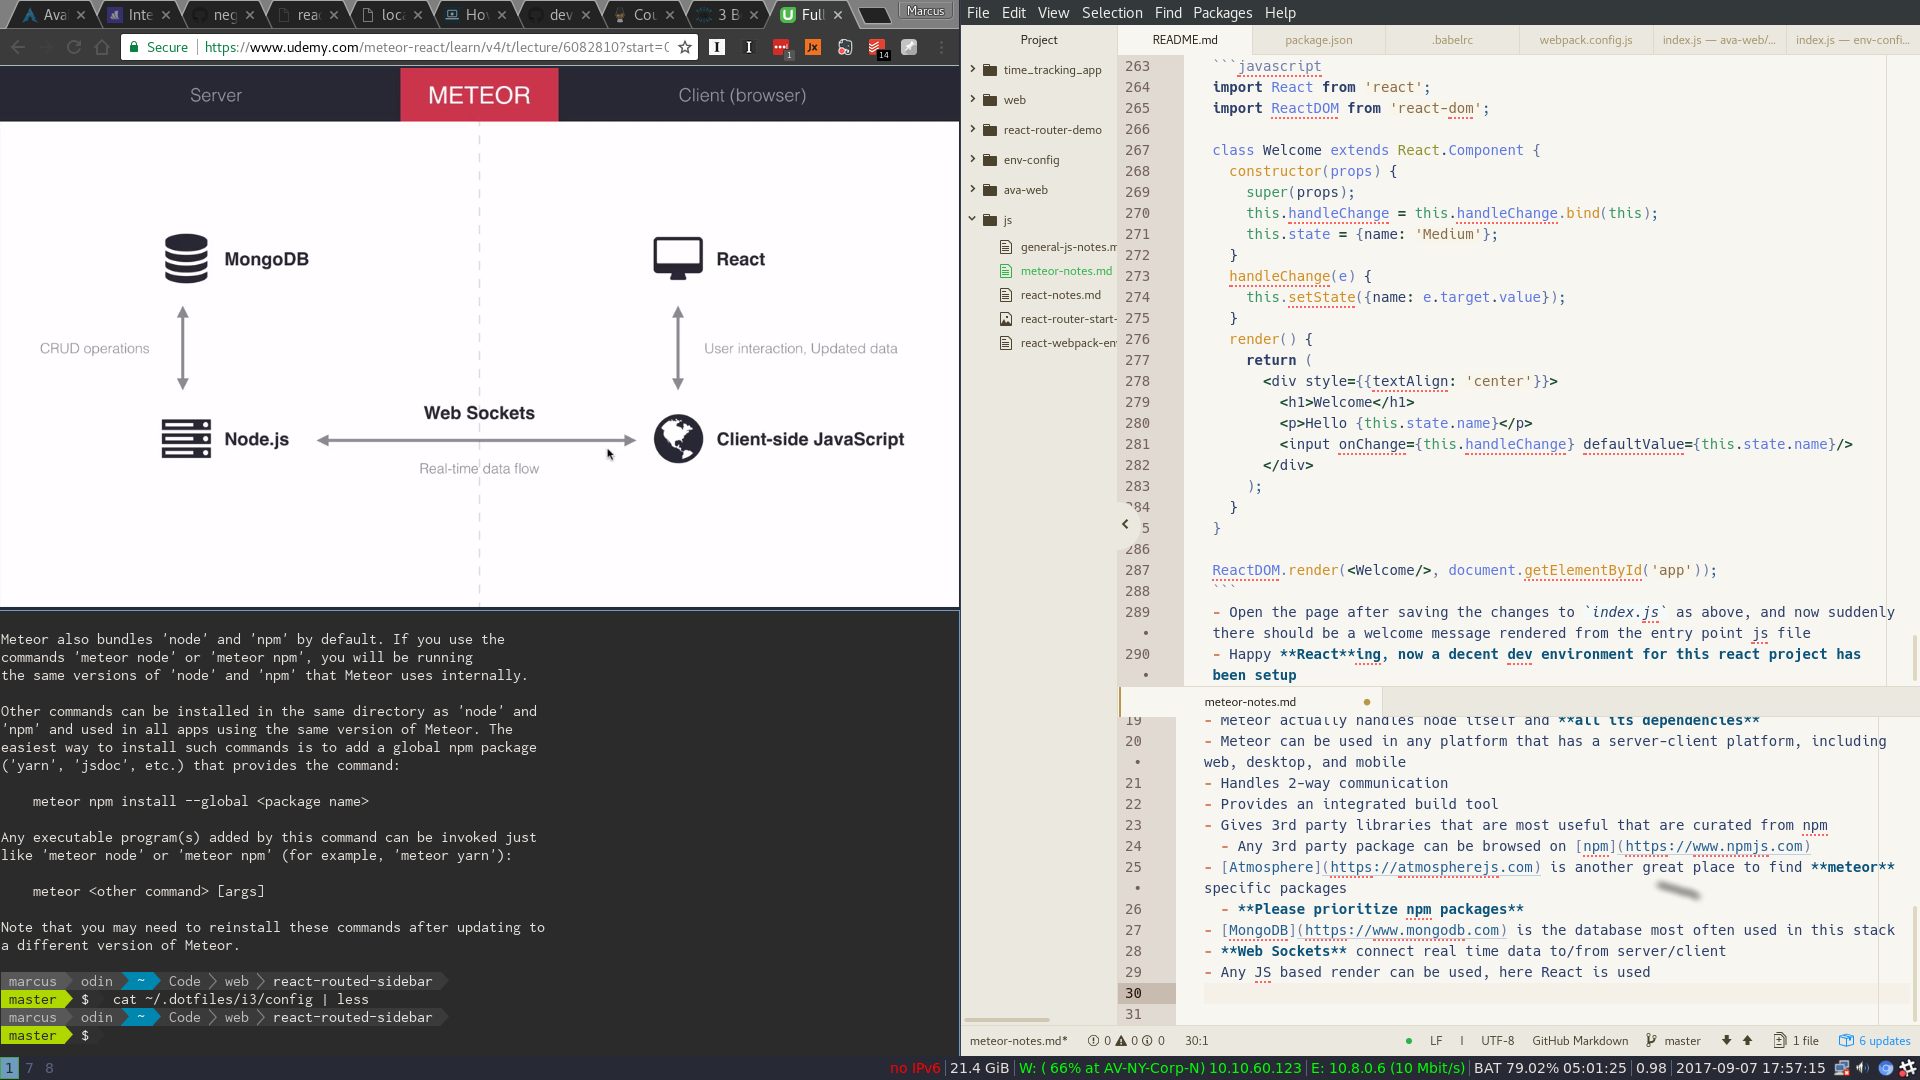 Ava
Inte
neg
reac
loca
Hov
dev
Cou
3 B
Full
Marcus
Secure
https://www.udemy.com/meteor-react/learn/v4/t/lecture/6082810?start=0
1
14
Server
METEOR
Client (browser)
MongoDB
React
CRUD operations
User interaction, Updated data
Web Sockets
Node.js
Client-side JavaScript
Real-time data flow
Meteor also bundles 'node' and 'npm' by default. If you use the
commands 'meteor node' or 'meteor npm', you will be running
the same versions of 'node' and 'npm' that Meteor uses internally.
Other commands can be installed in the same directory as 'node' and
'npm' and used in all apps using the same version of Meteor. The
easiest way to install such commands is to add a global npm package
('yarn', 'jsdoc', etc.) that provides the command:
meteor npm install --global <package name>
Any executable program(s) added by this command can be invoked just
like 'meteor node' or 'meteor npm' (for example, 'meteor yarn'):
meteor <other command> [args]
Note that you may need to reinstall these commands after updating to
a different version of Meteor.
marcus odin ~ Code web react-routed-sidebar
master $ cat ~/.dotfiles/i3/config | less
marcus odin ~ Code web react-routed-sidebar
master $
File Edit View Selection Find Packages Help
Project
time_tracking_app
web
react-router-demo
env-config
ava-web
js
general-js-notes.m
meteor-notes.md
react-notes.md
react-router-start-
react-webpack-en
README.md
package.json
.babelrc
webpack.config.js
index.js — ava-web/...
index.js — env-confi...
263 ```javascript
264 import React from 'react';
265 import ReactDOM from 'react-dom';
266
267 class Welcome extends React.Component {
268 constructor(props) {
269 super(props);
270 this.handleChange = this.handleChange.bind(this);
271 this.state = {name: 'Medium'};
272 }
273 handleChange(e) {
274 this.setState({name: e.target.value});
275 }
276 render() {
277 return (
278 <div style={{textAlign: 'center'}}>
279 <h1>Welcome</h1>
280 <p>Hello {this.state.name}</p>
281 <input onChange={this.handleChange} defaultValue={this.state.name}/>
282 </div>
283 );
84 }
5 }
286
287 ReactDOM.render(<Welcome/>, document.getElementById('app'));
288 ```
289 - Open the page after saving the changes to `index.js` as above, and now suddenly
• there should be a welcome message rendered from the entry point js file
290 - Happy **React**ing, now a decent dev environment for this react project has
• been setup
meteor-notes.md
19 - Meteor actually handles node itself and **all its dependencies**
20 - Meteor can be used in any platform that has a server-client platform, including
• web, desktop, and mobile
21 - Handles 2-way communication
22 - Provides an integrated build tool
23 - Gives 3rd party libraries that are most useful that are curated from npm
24 - Any 3rd party package can be browsed on [npm](https://www.npmjs.com)
25 - [Atmosphere](https://atmospherejs.com) is another great place to find **meteor**
• specific packages
26 - **Please prioritize npm packages**
27 - [MongoDB](https://www.mongodb.com) is the database most often used in this stack
28 - **Web Sockets** connect real time data to/from server/client
29 - Any JS based render can be used, here React is used
30
31
meteor-notes.md* 0 0 0 30:1
LF I UTF-8 GitHub Markdown master 1 file 6 updates
1 7 8
no IPv6 | 21.4 GiB | W: ( 66% at AV-NY-Corp-N) 10.10.60.123 | E: 10.8.0.6 (10 Mbit/s) | BAT 79.02% 05:01:25 | 0.98 | 2017-09-07 17:57:15